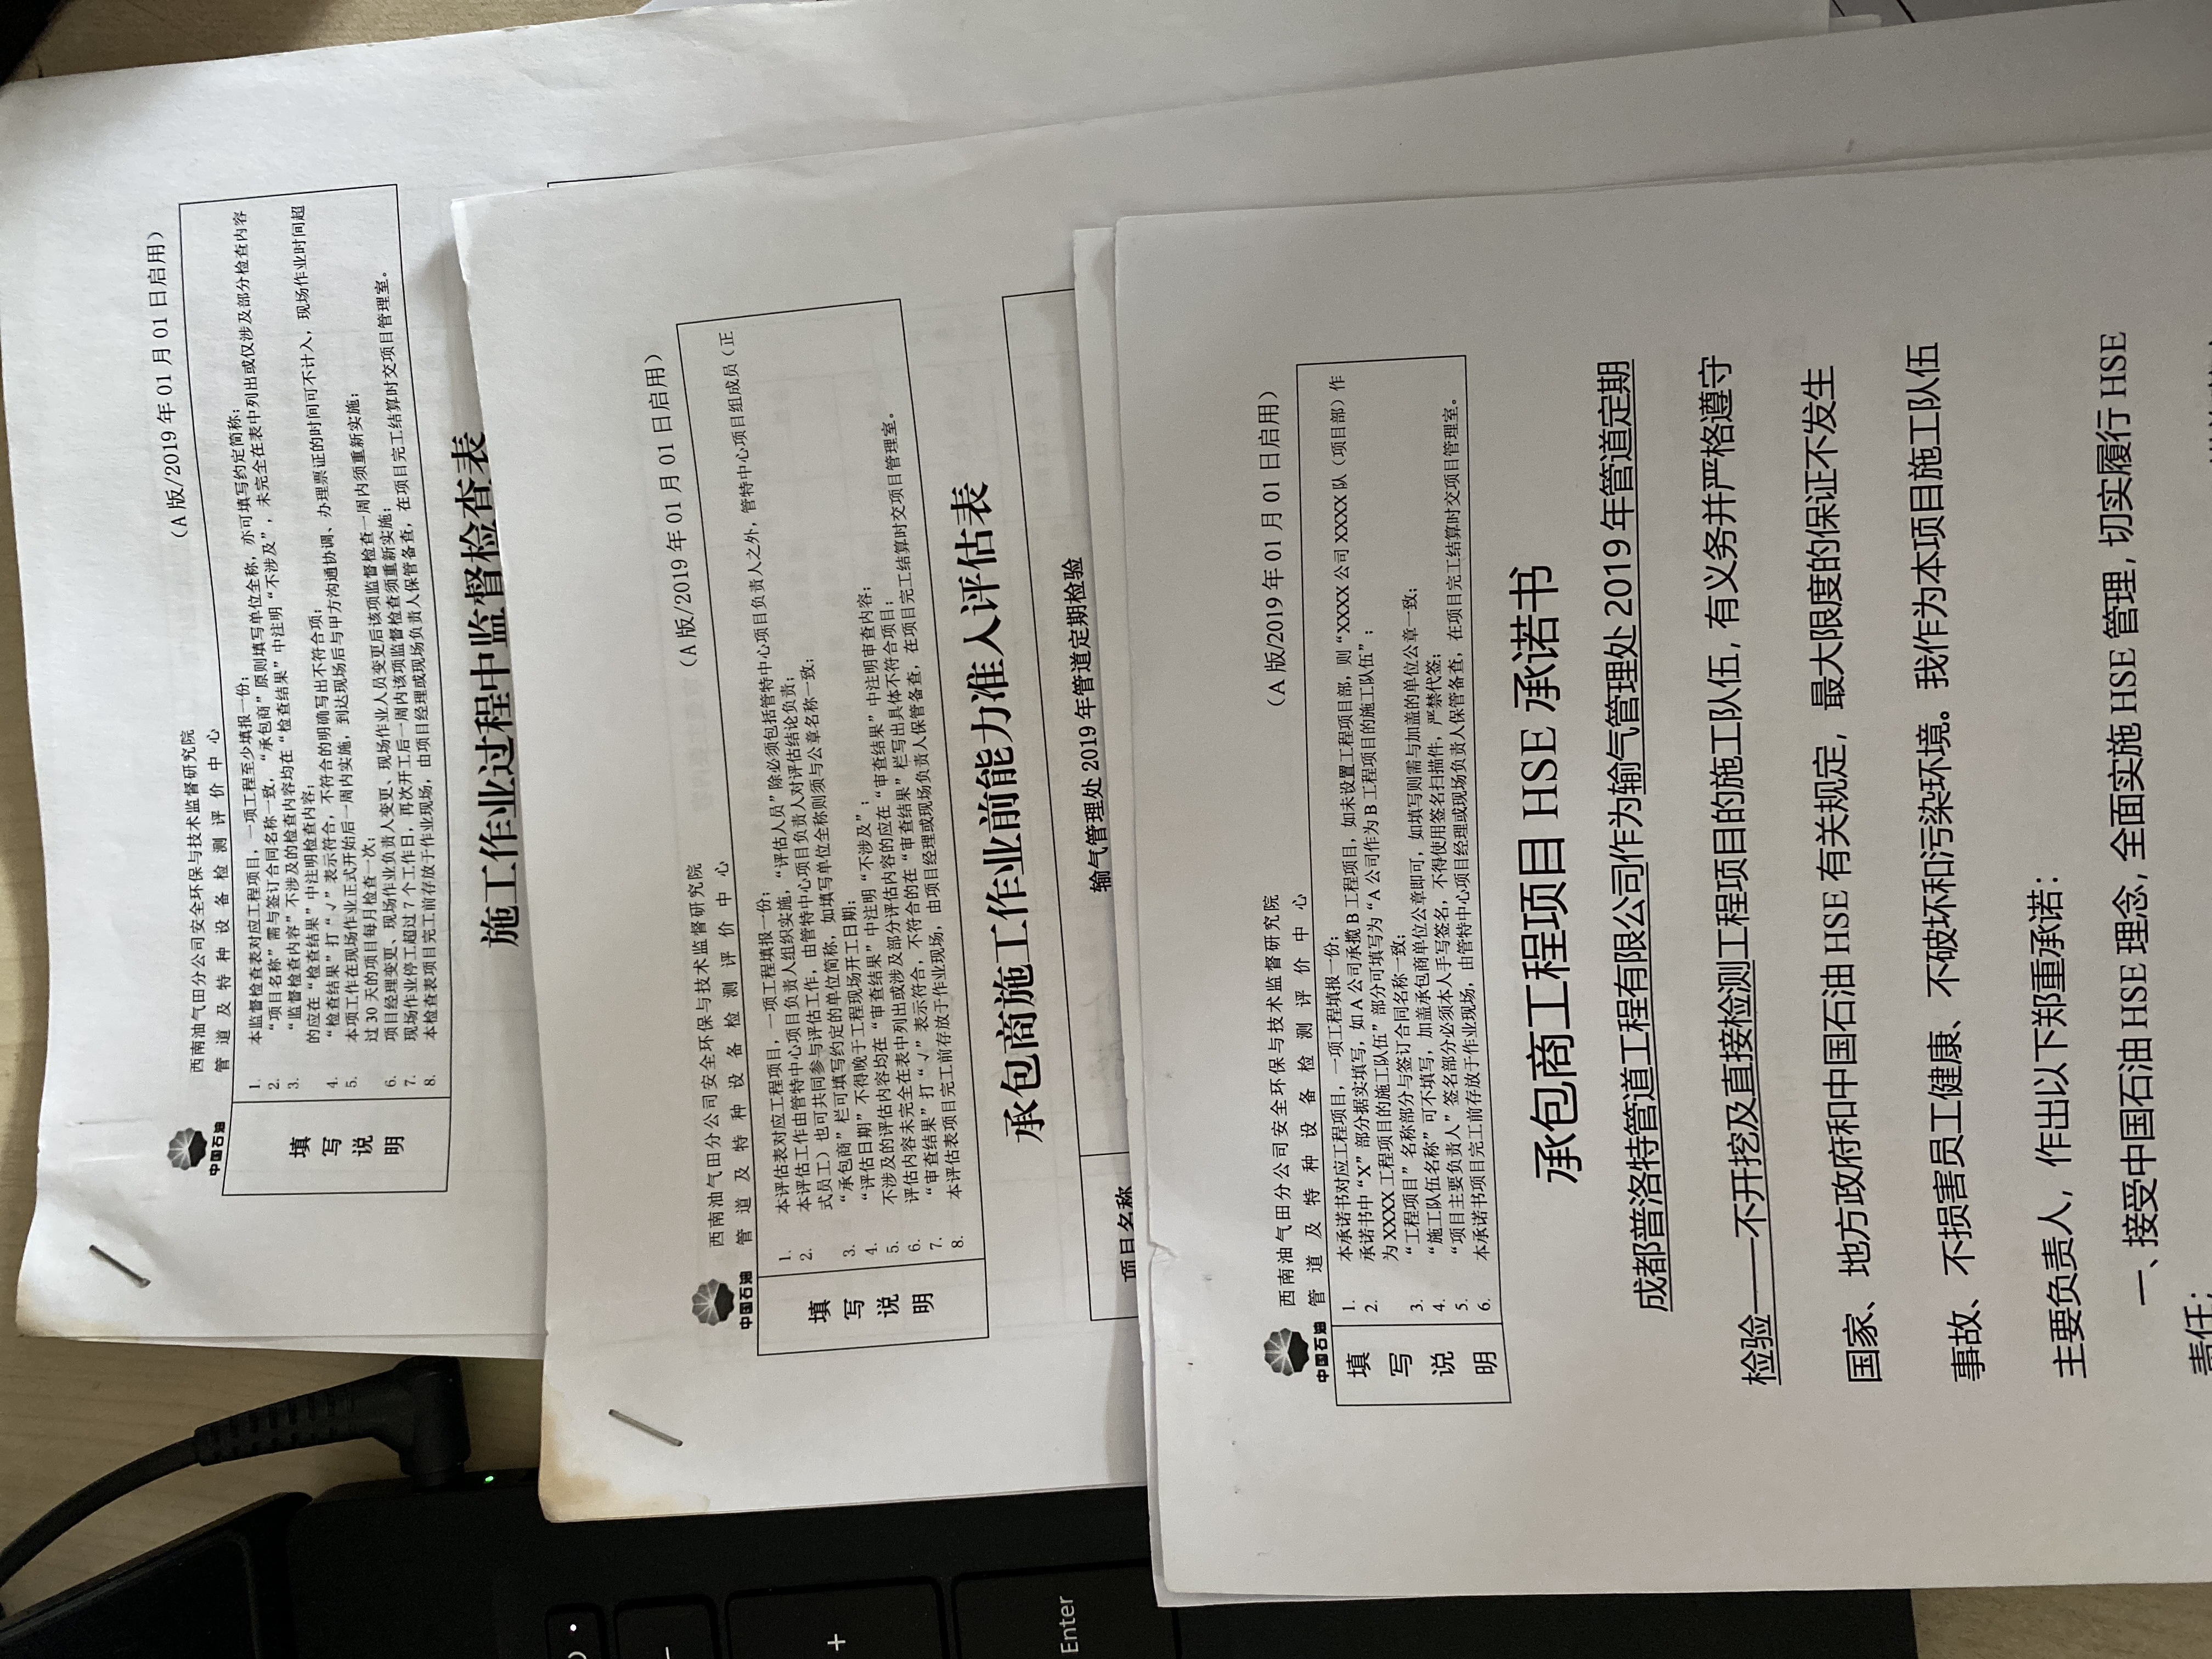 （A 版/2019 年 01 月 01 日启用）
西南油气田分公司安全环保与技术监督研究院
中国石油
管道及特种设备检测评价中心
填写说明
1. 本监督检查表对应工程项目，一项工程至少填报一份；
2. “项目名称”需与签订合同名称一致，“承包商”原则填写单位全称，亦可填写约定简称；
3. “监督检查内容”不涉及的检查内容均在“检查结果”中注明“不涉及”，未完全在表中列出或仅涉及部分检查内容
的应在“检查结果”中注明检查内容；
4. “检查结果”打“√”表示符合，不符合的明确写出不符合项；
5. 本项工作在现场作业正式开始后一周内实施，到达现场后与甲方沟通协调、办理票证的时间可不计入，现场作业时间超
过 30 天的项目每月检查一次；
6. 项目经理变更、现场作业负责人变更、现场作业人员变更后该项监督检查一周内须重新实施；
7. 现场作业停工超过 7 个工作日，再次开工后一周内该项监督检查须重新实施；
8. 本检查表项目完工前存放于作业现场，由项目经理或现场负责人保管备查，在项目完工结算时交项目管理室。
施工作业过程中监督检查表
（A 版/2019 年 01 月 01 日启用）
西南油气田分公司安全环保与技术监督研究院
中国石油
管道及特种设备检测评价中心
填写说明
1. 本评估表对应工程项目，一项工程填报一份；
2. 本评估工作由管特中心项目负责人组织实施，“评估人员”除必须包括管特中心项目负责人之外，管特中心项目组成员（正
式员工）也可共同参与评估工作，由管特中心项目负责人对评估结论负责；
3. “承包商”栏可填写约定的单位简称，如填写单位全称则须与公章名称一致；
4. “评估日期”不得晚于工程现场开工日期；
5. 不涉及的评估内容均在“审查结果”中注明“不涉及”；
6. 评估内容未完全在表中列出或涉及部分评估内容的应在“审查结果”中注明审查内容；
7. “审查结果”打“√”表示符合，不符合的在“审查结果”栏写出具体不符合项目；
8. 本评估表项目完工前存放于作业现场，由项目经理或现场负责人保管备查，在项目完工结算时交项目管理室。
承包商施工作业前能力准入评估表
项目名称 输气管理处 2019 年管道定期检验
（A 版/2019 年 01 月 01 日启用）
西南油气田分公司安全环保与技术监督研究院
中国石油
管道及特种设备检测评价中心
填写说明
1. 本承诺书对应工程项目，一项工程填报一份；
2. 承诺书中“X”部分据实填写，如 A 公司承揽 B 工程项目，如未设置工程项目部，则“XXXX 公司 XXXX 队（项目部）作
为 XXXX 工程项目的施工队伍”部分可填写为“A 公司作为 B 工程项目的施工队伍”；
3. “工程项目”名称部分与签订合同名称一致；
4. “施工队伍名称”可不填写，加盖承包商单位公章即可，如填写则需与加盖的单位公章一致；
5. “项目主要负责人”签名部分必须本人手写签名，不得使用签名扫描件，严禁代签；
6. 本承诺书项目完工前存放于作业现场，由管特中心项目经理或现场负责人保管备查，在项目完工结算时交项目管理室。
承包商工程项目 HSE 承诺书
成都普洛特管道工程有限公司作为输气管理处 2019 年管道定期
检验——不开挖及直接检测工程项目的施工队伍，有义务并严格遵守
国家、地方政府和中国石油 HSE 有关规定，最大限度的保证不发生
事故、不损害员工健康、不破坏和污染环境。我作为本项目施工队伍
主要负责人，作出以下郑重承诺：
一、接受中国石油 HSE 理念，全面实施 HSE 管理，切实履行 HSE
责任；
+
Enter